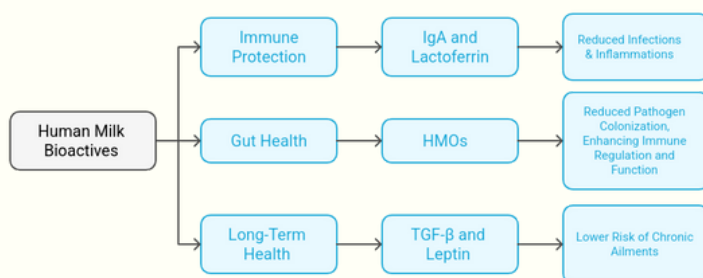 Human Milk
Bioactives
Immune
Protection
IgA and
Lactoferrin
Reduced Infections
& Inflammations
Gut Health
HMOs
Reduced Pathogen
Colonization,
Enhancing Immune
Regulation and
Function
Long-Term
Health
TGF-β and
Leptin
Lower Risk of Chronic
Ailments